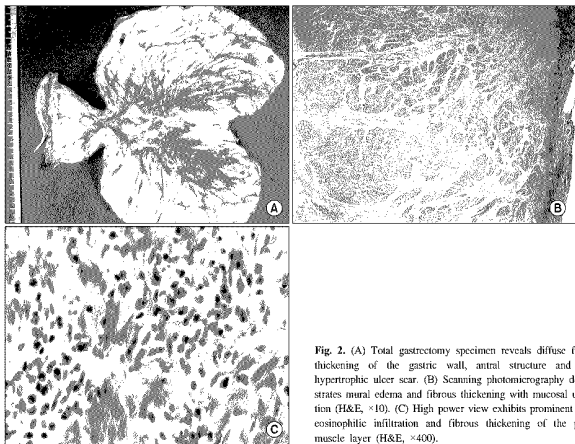 A
B
C
Fig. 2. (A) Total gastrectomy specimen reveals diffuse
thickening of the gastric wall, antral structure and
hypertrophic ulcer scar. (B) Scanning photomicrography
strates mural edema and fibrous thickening with mucosal
tion (H&E, ×10). (C) High power view exhibits prominent
eosinophilic infiltration and fibrous thickening of the
muscle layer (H&E, ×400).